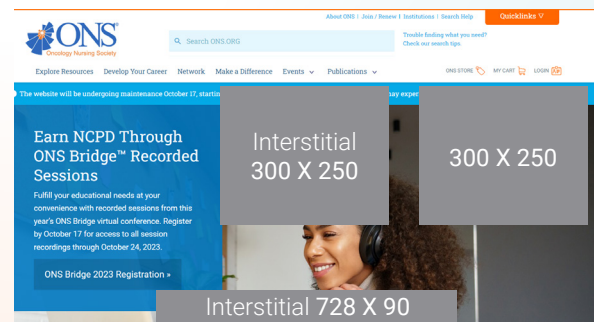 About ONS | Join / Renew | Institutions | Search Help
Quicklinks
ONS
Oncology Nursing Society
Search ONS.ORG
Trouble finding what you need?
Check our search tips.
Explore Resources Develop Your Career Network Make a Difference Events Publications
ONS STORE MY CART LOGIN
The website will be undergoing maintenance October 17, startin
ay exper
Earn NCPD Through
ONS Bridge™ Recorded
Sessions
Fulfill your educational needs at your
convenience with recorded sessions from this
year's ONS Bridge virtual conference. Register
by October 17 for access to all session
recordings through October 24, 2023.
ONS Bridge 2023 Registration »
Interstitial
300 X 250
300 X 250
Interstitial 728 X 90